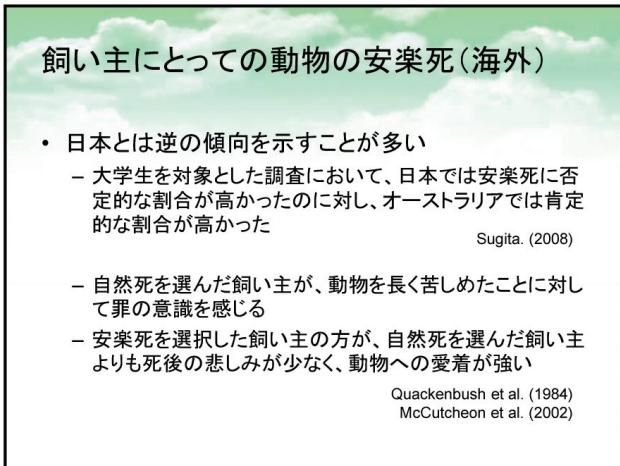 飼い主にとっての動物の安楽死(海外)
• 日本とは逆の傾向を示すことが多い
– 大学生を対象とした調査において、日本では安楽死に否
定的な割合が高かったのに対し、オーストラリアでは肯定
的な割合が高かった
Sugita. (2008)
– 自然死を選んだ飼い主が、動物を長く苦しめたことに対し
て罪の意識を感じる
– 安楽死を選択した飼い主の方が、自然死を選んだ飼い主
よりも死後の悲しみが少なく、動物への愛着が強い
Quackenbush et al. (1984)
McCutcheon et al. (2002)